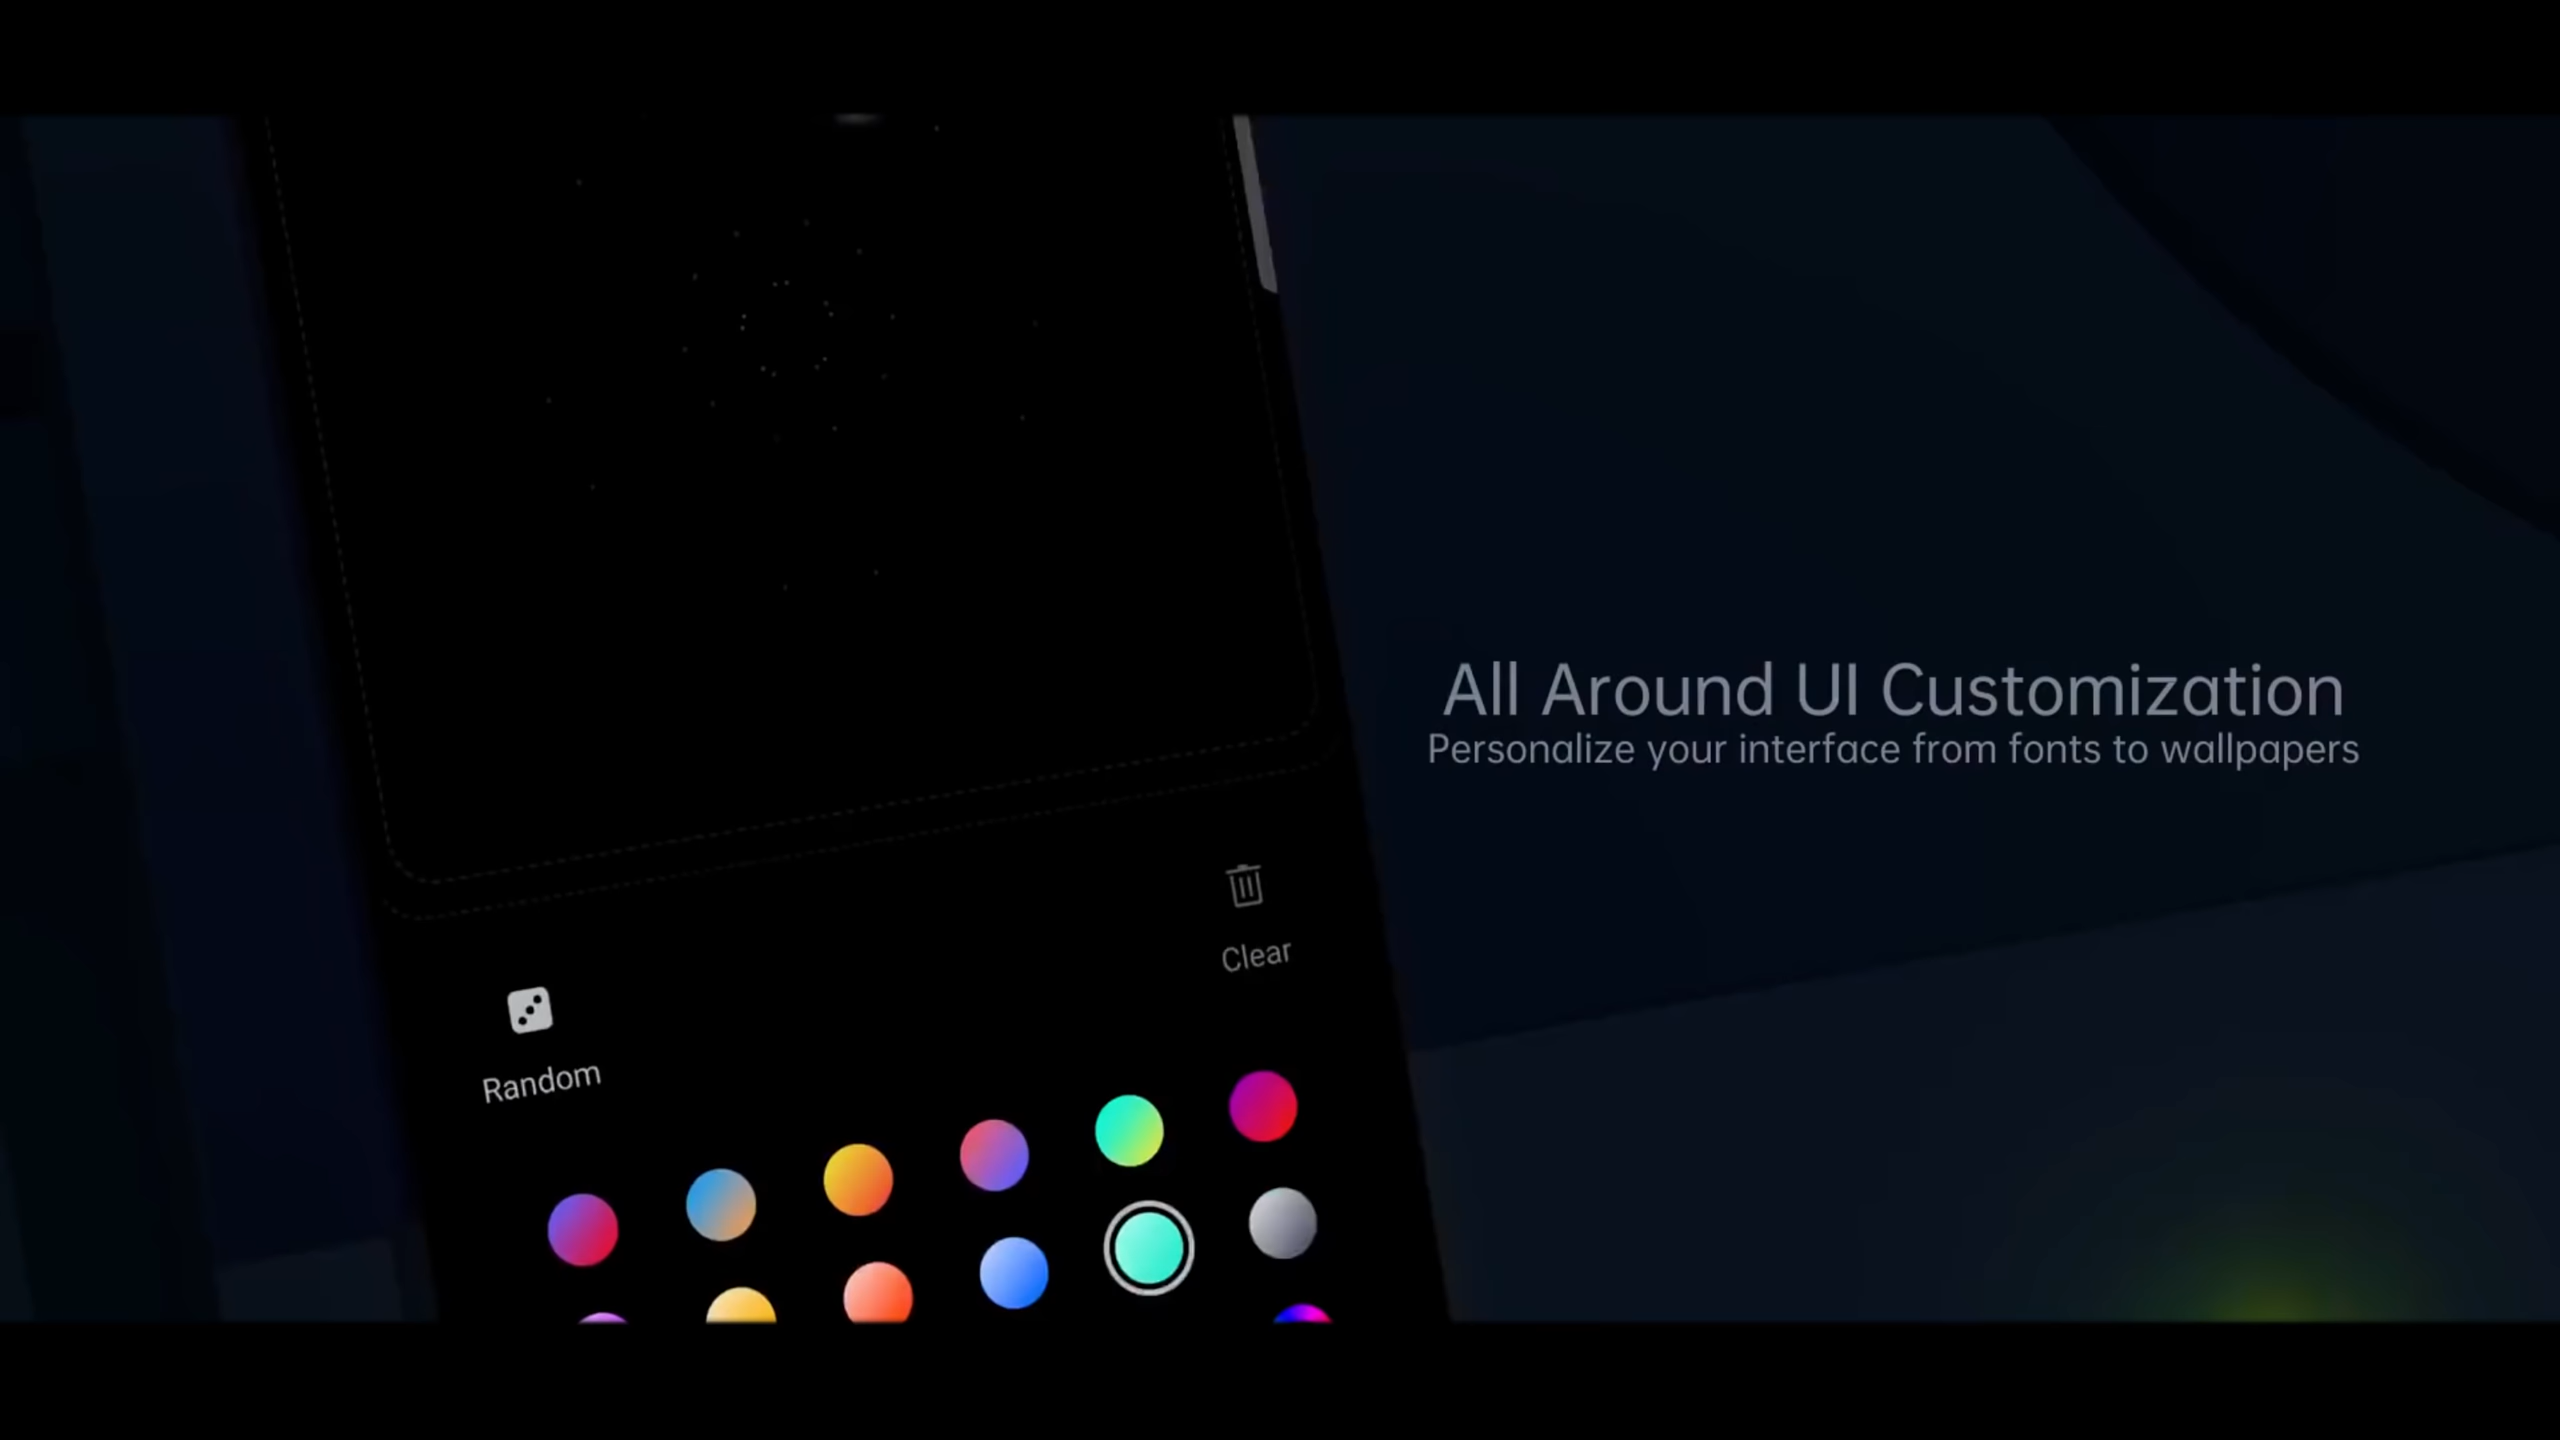 All Around UI Customization
Personalize your interface from fonts to wallpapers
Clear
Random